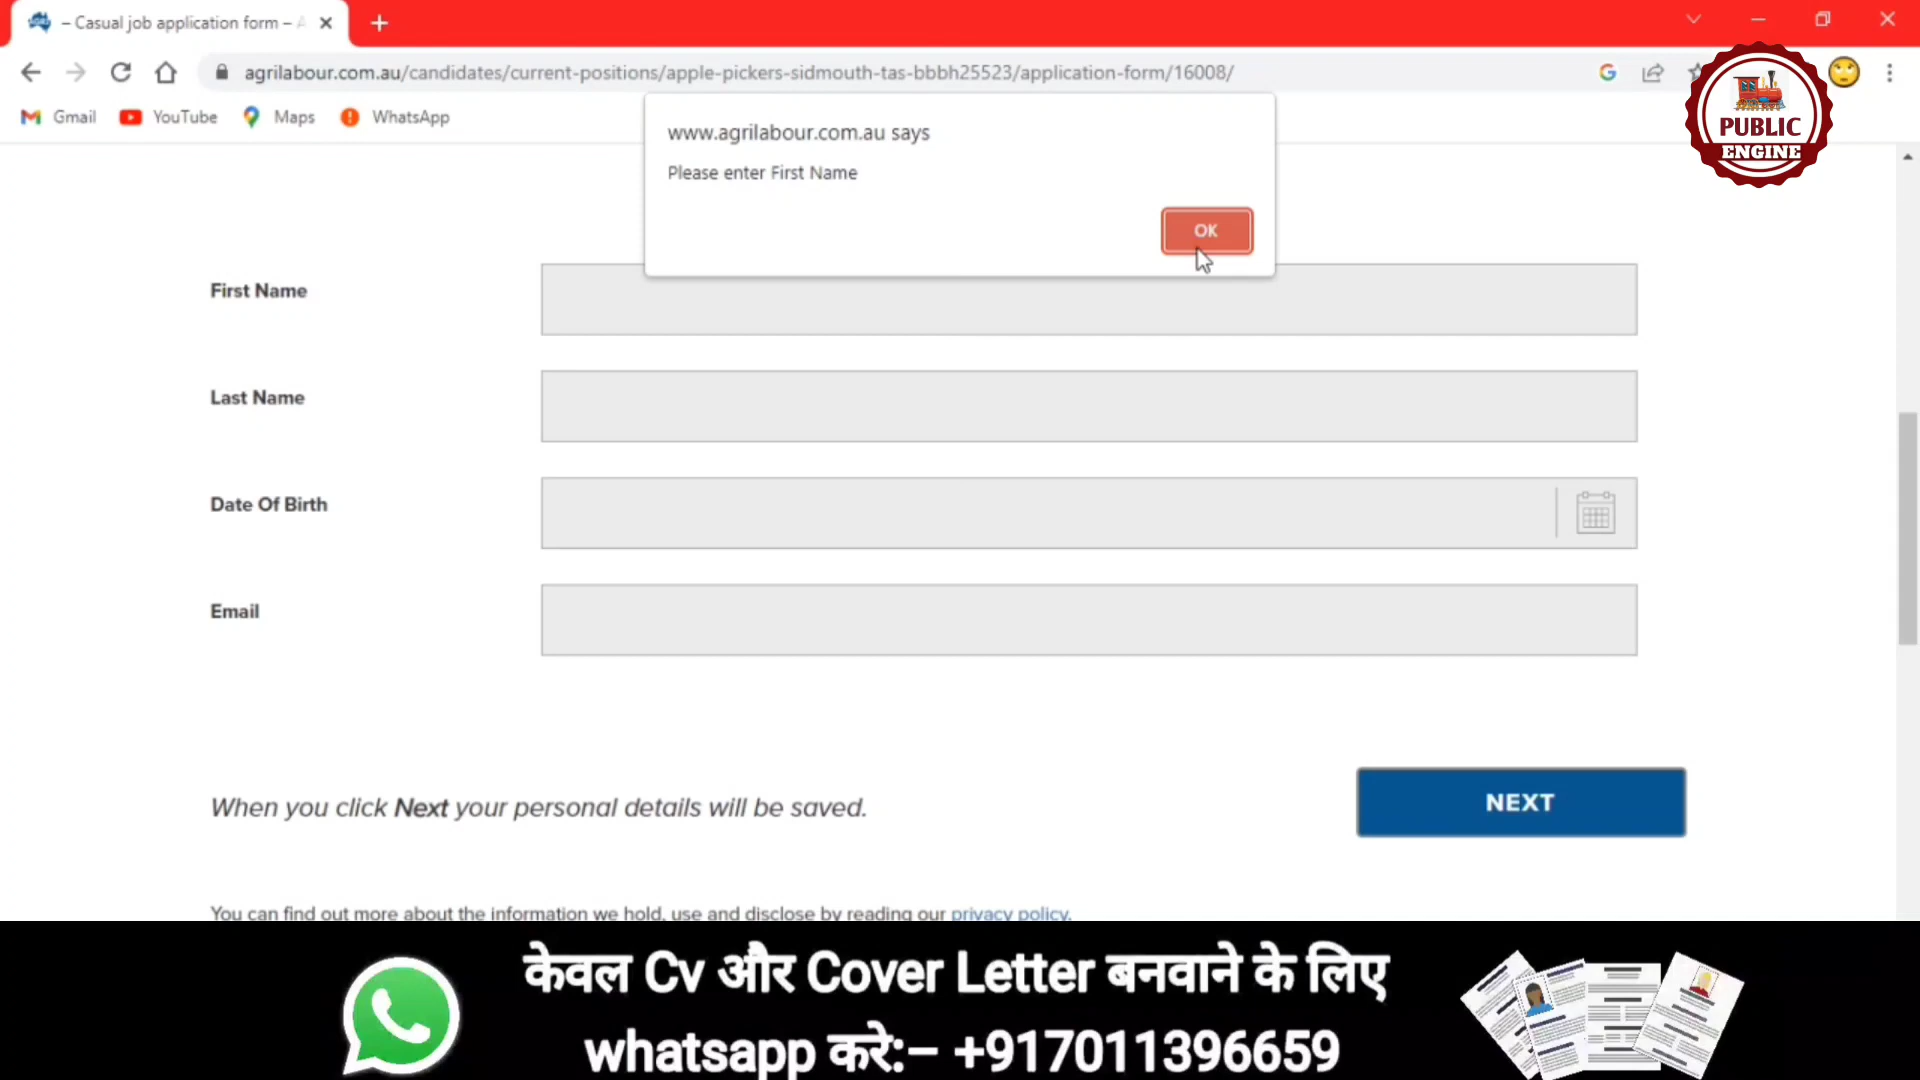 – Casual job application form –
agrilabour.com.au/candidates/current-positions/apple-pickers-sidmouth-tas-bbbh25523/application-form/16008/
Gmail
YouTube
Maps
WhatsApp
PUBLIC
ENGINE
www.agrilabour.com.au says
Please enter First Name
OK
First Name
Last Name
Date Of Birth
Email
When you click Next your personal details will be saved.
NEXT
You can find out more about the information we hold, use and disclose by reading our privacy policy.
केवल Cv और Cover Letter बनवाने के लिए
whatsapp करे:– +917011396659